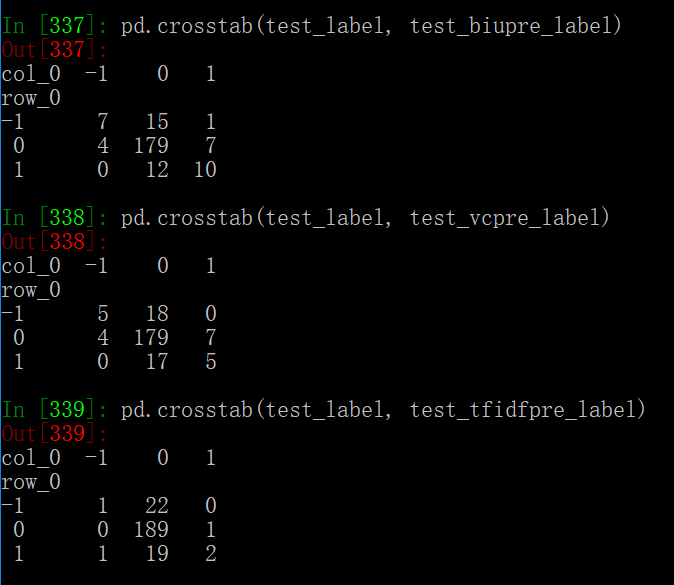 In [337]: pd.crosstab(test_label, test_biupre_label)
Out[337]:
col_0  -1    0   1
row_0
-1      7   15   1
 0      4  179   7
 1      0   12  10
In [338]: pd.crosstab(test_label, test_vcpre_label)
Out[338]:
col_0  -1    0   1
row_0
-1      5   18   0
 0      4  179   7
 1      0   17   5
In [339]: pd.crosstab(test_label, test_tfidfpre_label)
Out[339]:
col_0  -1    0   1
row_0
-1      1   22   0
 0      0  189   1
 1      1   19   2